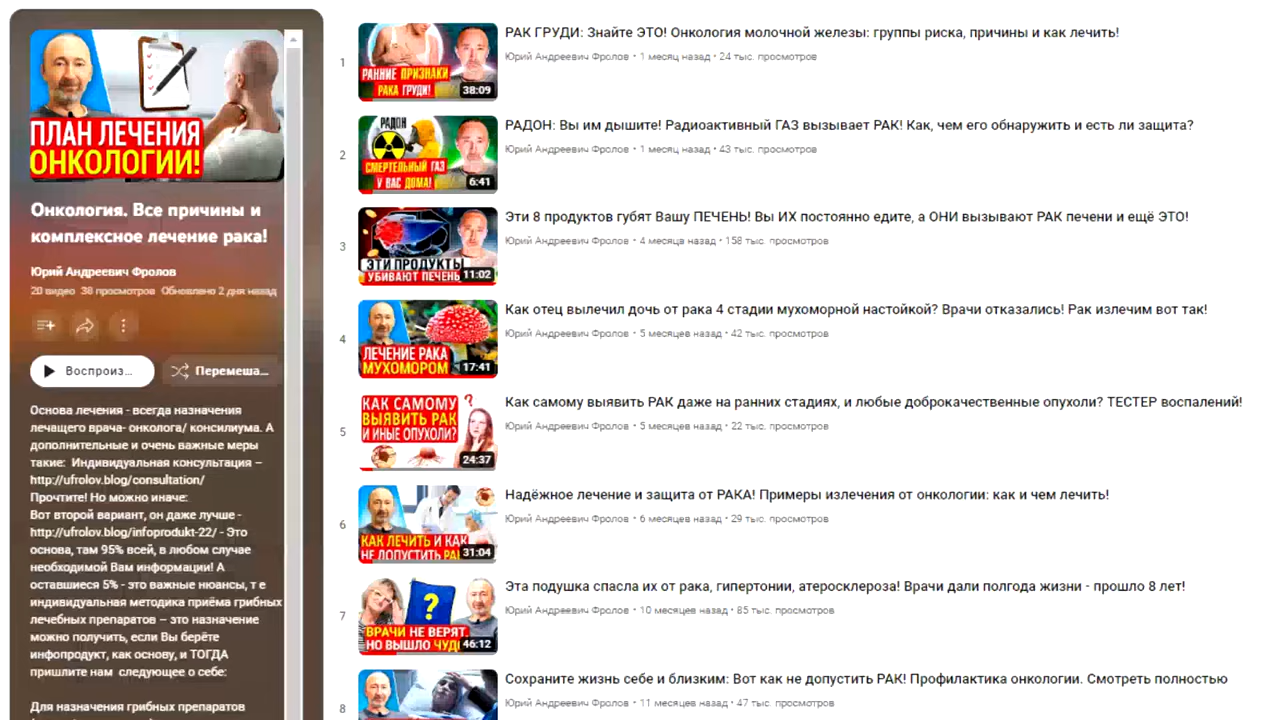 ПЛАН ЛЕЧЕНИЯ
ОНКОЛОГИИ!
Онкология. Все причины и
комплексное лечение рака!
Юрий Андреевич Фролов
20 видео 38 просмотров Обновлено 2 дня назад
Воспроиз...
Перемеша...
Основа лечения - всегда назначения
лечащего врача- онколога/ консилиума. А
дополнительные и очень важные меры
такие: Индивидуальная консультация –
http://ufrolov.blog/consultation/
Прочтите! Но можно иначе:
Вот второй вариант, он даже лучше -
http://ufrolov.blog/infoprodukt-22/ - Это
основа, там 95% всей, в любом случае
необходимой Вам информации! А
оставшиеся 5% - это важные нюансы, т е
индивидуальная методика приёма грибных
лечебных препаратов – это назначение
можно получить, если Вы берёте
инфопродукт, как основу, и ТОГДА
пришлите нам следующее о себе:
Для назначения грибных препаратов
1
РАННИЕ ПРИЗНАКИ
РАКА ГРУДИ!
38:09
РАК ГРУДИ: Знайте ЭТО! Онкология молочной железы: группы риска, причины и как лечить!
Юрий Андреевич Фролов • 1 месяц назад • 24 тыс. просмотров
2
РАДОН
СМЕРТЕЛЬНЫЙ ГАЗ
У ВАС ДОМА!
6:41
РАДОН: Вы им дышите! Радиоактивный ГАЗ вызывает РАК! Как, чем его обнаружить и есть ли защита?
Юрий Андреевич Фролов • 1 месяц назад • 43 тыс. просмотров
3
ЭТИ ПРОДУКТЫ
УБИВАЮТ ПЕЧЕНЬ
11:02
Эти 8 продуктов губят Вашу ПЕЧЕНЬ! Вы ИХ постоянно едите, а ОНИ вызывают РАК печени и ещё ЭТО!
Юрий Андреевич Фролов • 4 месяца назад • 158 тыс. просмотров
4
ЛЕЧЕНИЕ РАКА
МУХОМОРОМ
17:41
Как отец вылечил дочь от рака 4 стадии мухоморной настойкой? Врачи отказались! Рак излечим вот так!
Юрий Андреевич Фролов • 5 месяцев назад • 42 тыс. просмотров
5
КАК САМОМУ
ВЫЯВИТЬ РАК
И ИНЫЕ ОПУХОЛИ?
?
24:37
Как самому выявить РАК даже на ранних стадиях, и любые доброкачественные опухоли? ТЕСТЕР воспалений!
Юрий Андреевич Фролов • 5 месяцев назад • 22 тыс. просмотров
6
КАК ЛЕЧИТЬ И КАК
НЕ ДОПУСТИТЬ РАК
31:04
Надёжное лечение и защита от РАКА! Примеры излечения от онкологии: как и чем лечить!
Юрий Андреевич Фролов • 6 месяцев назад • 29 тыс. просмотров
7
?
ВРАЧИ НЕ ВЕРЯТ.
НО ВЫШЛО ЧУД
46:12
Эта подушка спасла их от рака, гипертонии, атеросклероза! Врачи дали полгода жизни - прошло 8 лет!
Юрий Андреевич Фролов • 10 месяцев назад • 85 тыс. просмотров
8
Сохраните жизнь себе и близким: Вот как не допустить РАК! Профилактика онкологии. Смотреть полностью
Юрий Андреевич Фролов • 11 месяцев назад • 47 тыс. просмотров